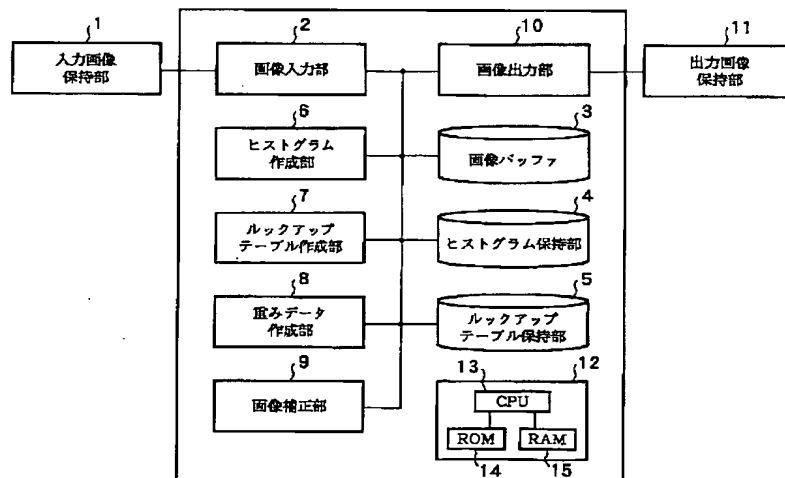 1
入力画像
保持部
2
画像入力部
10
画像出力部
11
出力画像
保持部
6
ヒストグラム
作成部
3
画像バッファ
7
ルックアップ
テーブル作成部
4
ヒストグラム保持部
8
重みデータ
作成部
5
ルックアップ
テーブル保持部
9
画像補正部
12
13
CPU
ROM
RAM
14
15